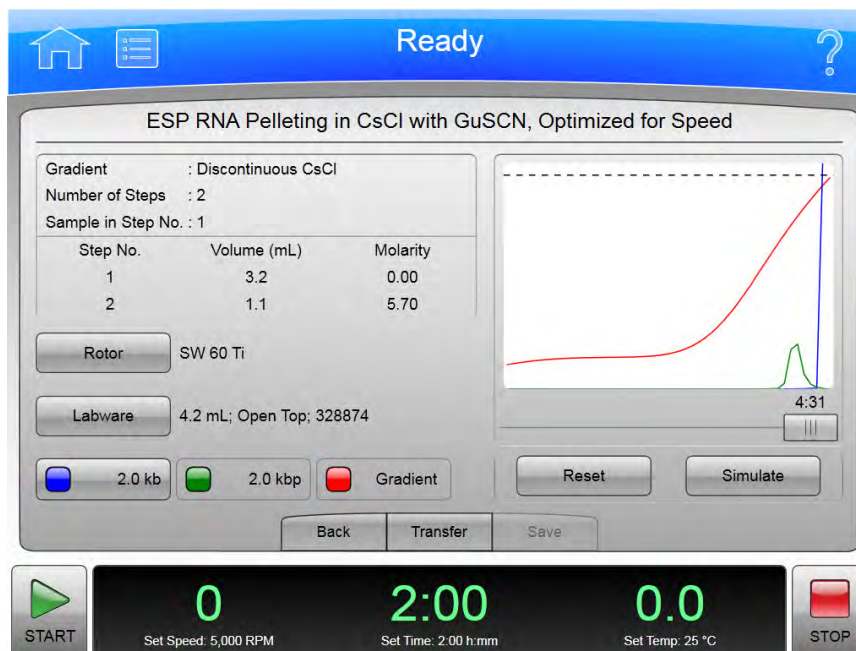 Ready
?
ESP RNA Pelleting in CsCl with GuSCN, Optimized for Speed
Gradient : Discontinuous CsCl
Number of Steps : 2
Sample in Step No. : 1
Step No. Volume (mL) Molarity
1 3.2 0.00
2 1.1 5.70
Rotor SW 60 Ti
Labware 4.2 mL; Open Top; 328874
4:31
2.0 kb 2.0 kbp Gradient
Reset Simulate
Back Transfer Save
0 2:00 0.0
START Set Speed: 5,000 RPM Set Time: 2:00 h:mm Set Temp: 25 °C STOP